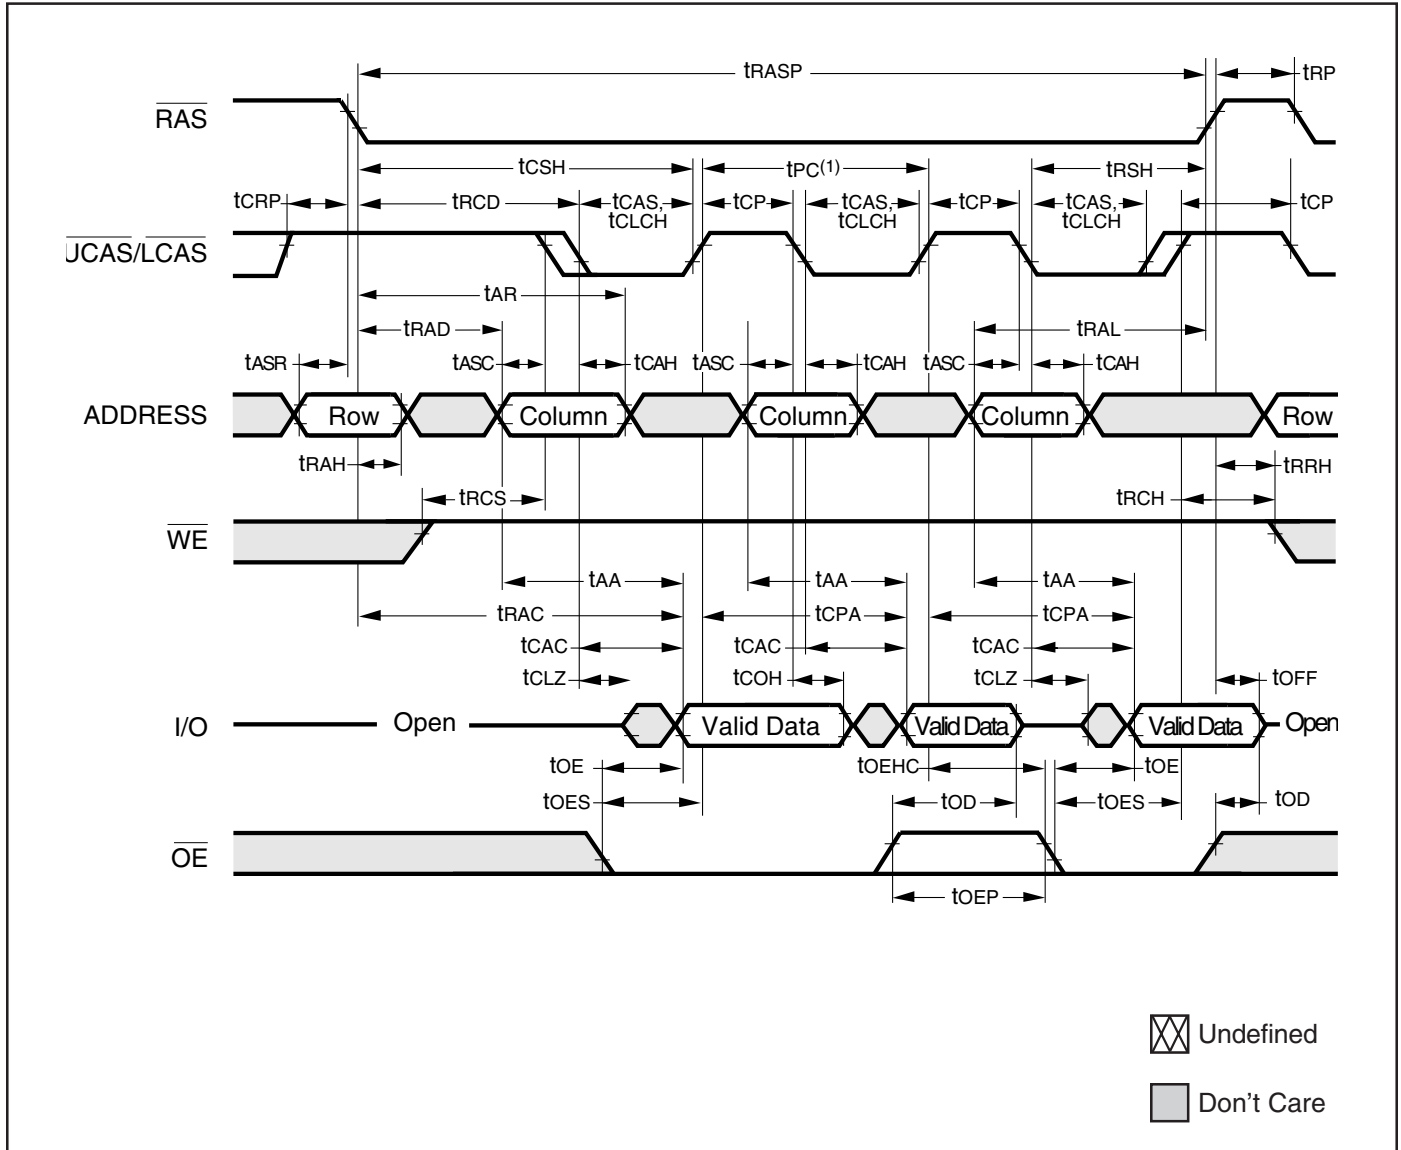 tRASP
tRP
RAS
tCSH
tPC(1)
tRSH
tCRP
tRCD
tCAS,
tCLCH
tCP
tCAS,
tCLCH
tCP
tCAS,
tCLCH
tCP
UCAS/LCAS
tAR
tRAD
tRAL
tASR
tASC
tCAH
tASC
tCAH
tASC
tCAH
ADDRESS
Row
Column
Column
Column
Row
tRAH
tRRH
tRCS
tRCH
WE
tAA
tAA
tAA
tRAC
tCPA
tCPA
tCAC
tCAC
tCAC
tCLZ
tCOH
tCLZ
tOFF
I/O
Open
Valid Data
Valid Data
Valid Data
Open
tOE
tOEHC
tOE
tOES
tOD
tOES
tOD
OE
tOEP
Undefined
Don't Care